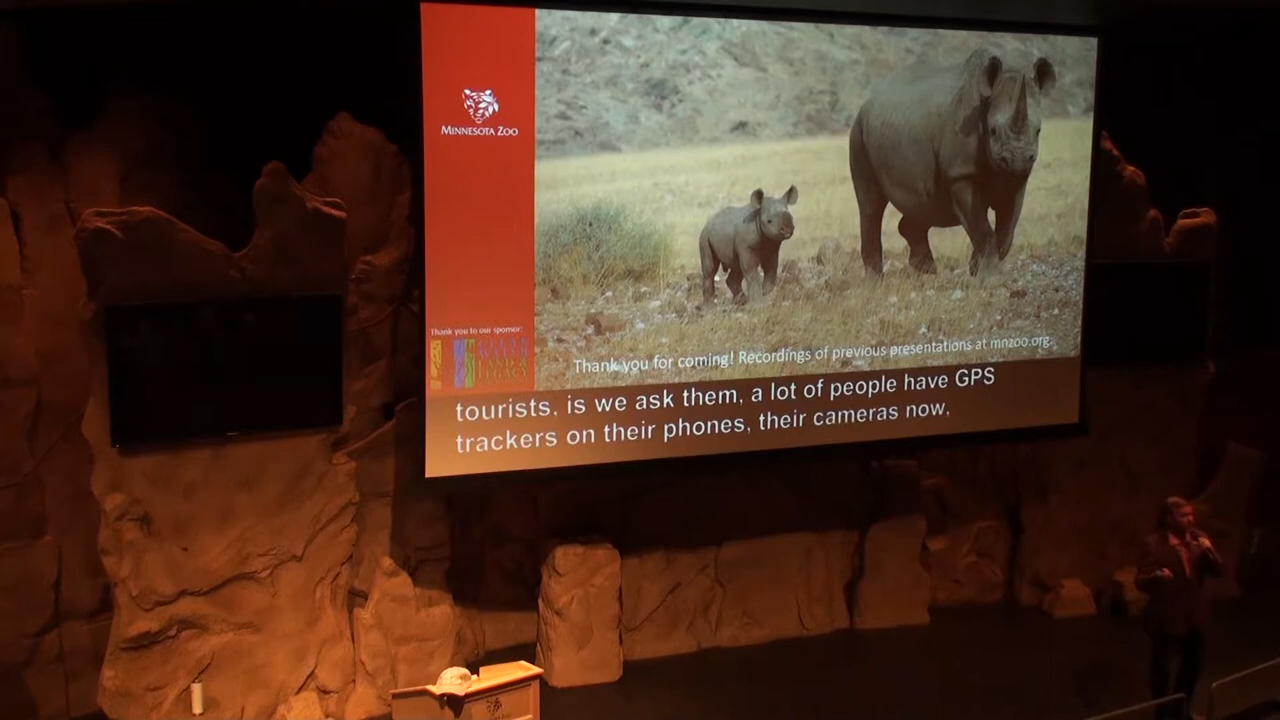 MINNESOTA ZOO
Thank you to our sponsor:
Thank you for coming! Recordings of previous presentations at mnzoo.org.
tourists, is we ask them, a lot of people have GPS
trackers on their phones, their cameras now,